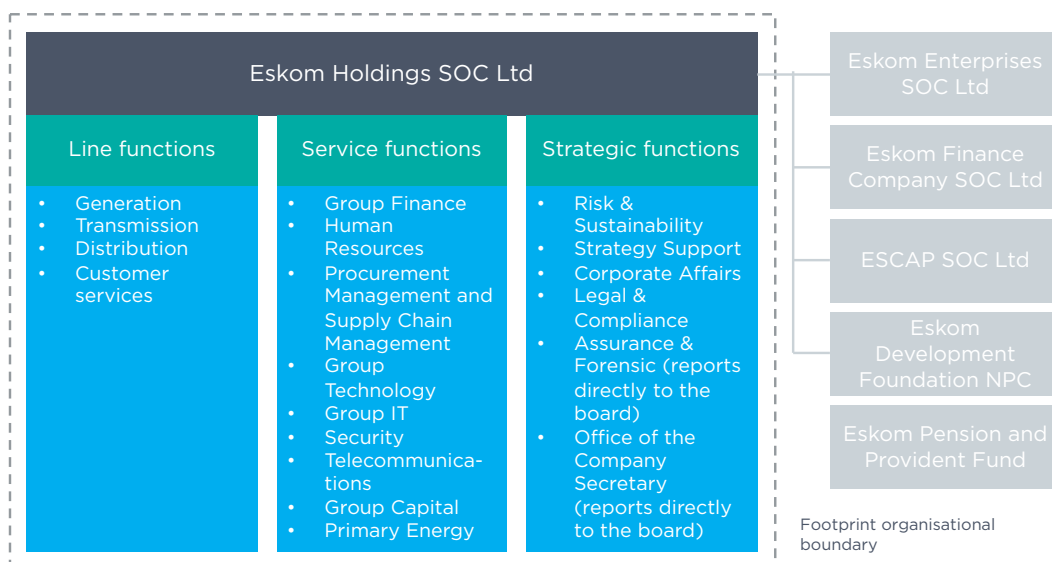 Eskom Holdings SOC Ltd
Line functions
• Generation
• Transmission
• Distribution
• Customer
services
Service functions
• Group Finance
• Human
Resources
• Procurement
Management and
Supply Chain
Management
• Group
Technology
• Group IT
• Security
• Telecommunica-
tions
• Group Capital
• Primary Energy
Strategic functions
• Risk &
Sustainability
• Strategy Support
• Corporate Affairs
• Legal &
Compliance
• Assurance &
Forensic (reports
directly to the
board)
• Office of the
Company
Secretary
(reports directly
to the board)
Eskom Enterprises
SOC Ltd
Eskom Finance
Company SOC Ltd
ESCAP SOC Ltd
Eskom
Development
Foundation NPC
Eskom Pension and
Provident Fund
Footprint organisational
boundary